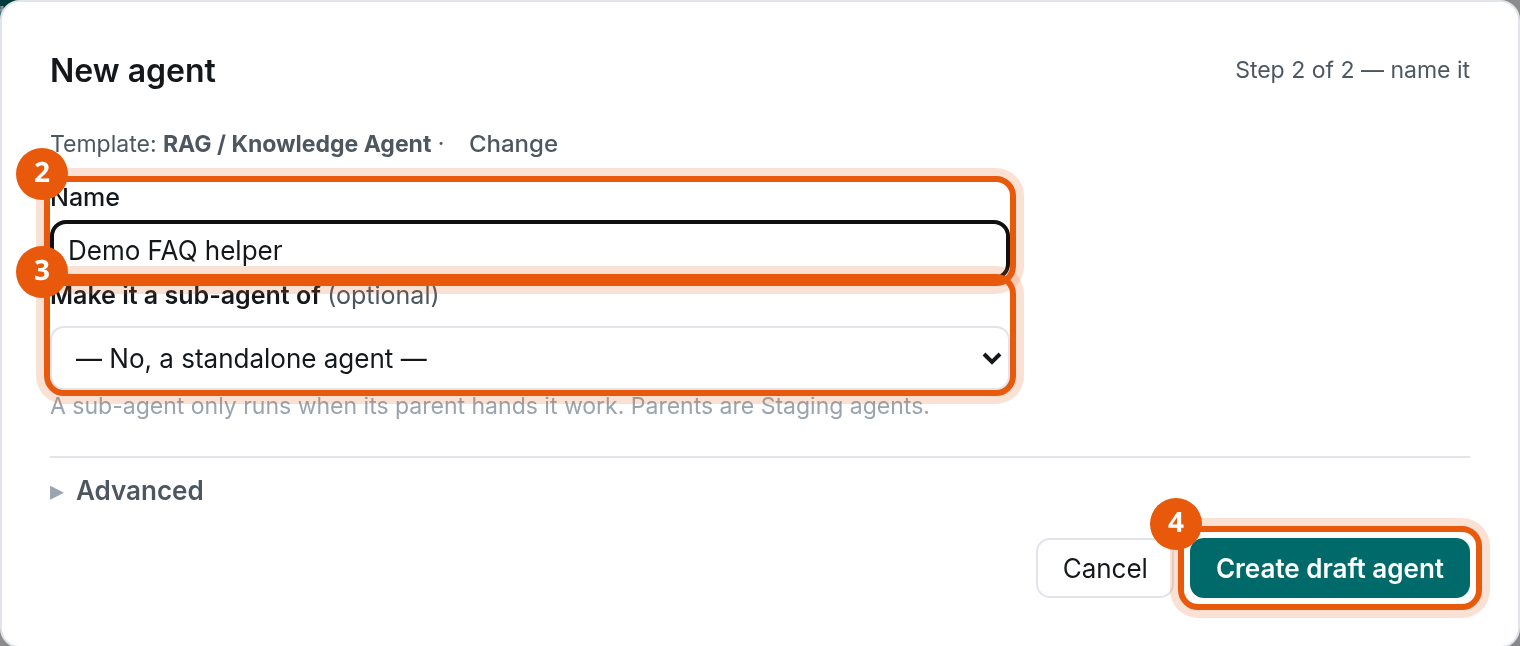 New agent
Step 2 of 2 — name it
Template: RAG / Knowledge Agent · Change
2
Name
Demo FAQ helper
3
Make it a sub-agent of (optional)
— No, a standalone agent —
A sub-agent only runs when its parent hands it work. Parents are Staging agents.
▸ Advanced
4
Cancel
Create draft agent